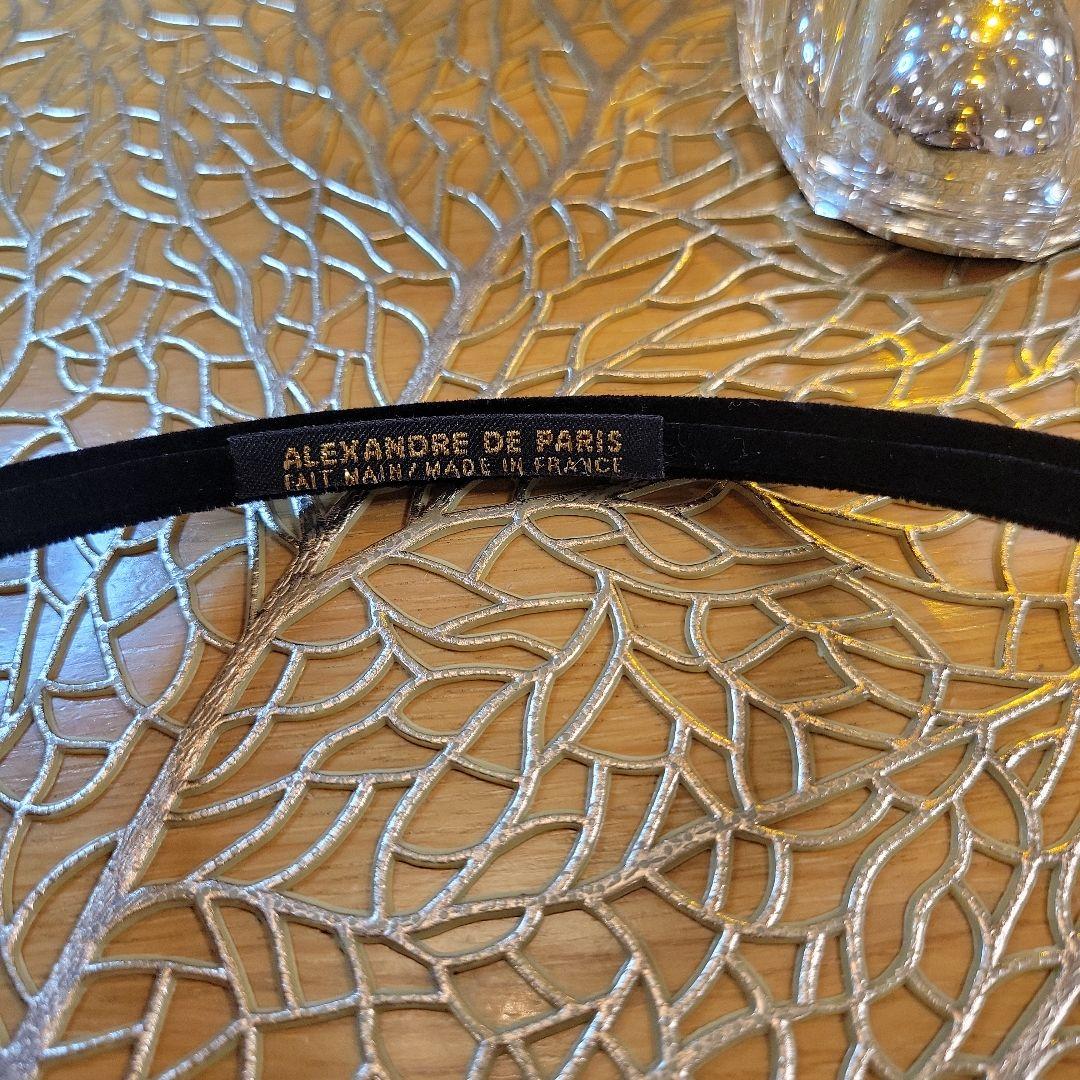 ALEXANDRE DE PARIS
FAIT MAIN / MADE IN FRANCE